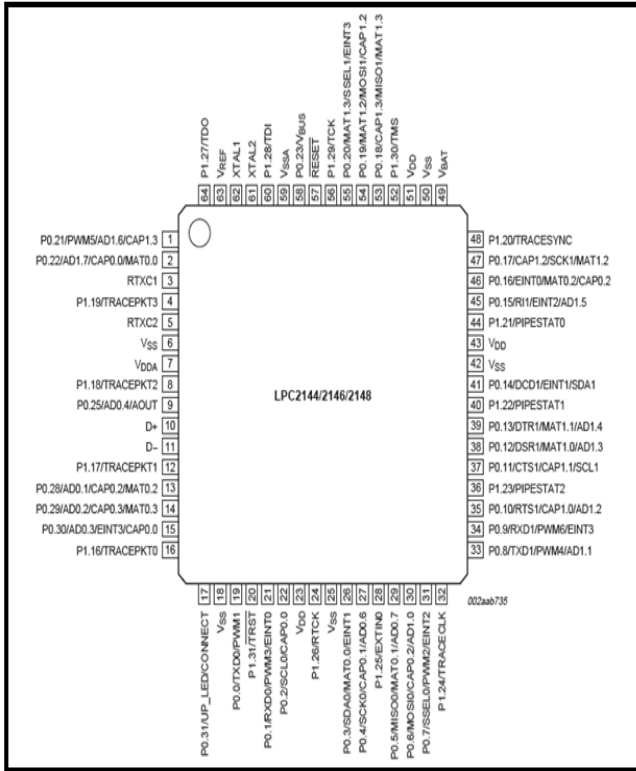 P1.27/TDO 64
VREF 63
XTAL1 62
XTAL2 61
P1.28/TDI 60
VSSA 59
P0.23/VBUS 58
RESET 57
P1.29/TCK 56
P0.20/MAT1.3/SSEL1/EINT3 55
P0.19/MAT1.2/MOSI1/CAP1.2 54
P0.18/CAP1.3/MISO1/MAT1.3 53
P1.30/TMS 52
VDD 51
VSS 50
VBAT 49
P0.21/PWM5/AD1.6/CAP1.3 1
P0.22/AD1.7/CAP0.0/MAT0.0 2
RTXC1 3
P1.19/TRACEPKT3 4
RTXC2 5
VSS 6
VDDA 7
P1.18/TRACEPKT2 8
P0.25/AD0.4/AOUT 9
D+ 10
D− 11
P1.17/TRACEPKT1 12
P0.28/AD0.1/CAP0.2/MAT0.2 13
P0.29/AD0.2/CAP0.3/MAT0.3 14
P0.30/AD0.3/EINT3/CAP0.0 15
P1.16/TRACEPKT0 16
LPC2144/2146/2148
48 P1.20/TRACESYNC
47 P0.17/CAP1.2/SCK1/MAT1.2
46 P0.16/EINT0/MAT0.2/CAP0.2
45 P0.15/RI1/EINT2/AD1.5
44 P1.21/PIPESTAT0
43 VDD
42 VSS
41 P0.14/DCD1/EINT1/SDA1
40 P1.22/PIPESTAT1
39 P0.13/DTR1/MAT1.1/AD1.4
38 P0.12/DSR1/MAT1.0/AD1.3
37 P0.11/CTS1/CAP1.1/SCL1
36 P1.23/PIPESTAT2
35 P0.10/RTS1/CAP1.0/AD1.2
34 P0.9/RXD1/PWM6/EINT3
33 P0.8/TXD1/PWM4/AD1.1
P0.31/UP_LED/CONNECT 17
VSS 18
P0.0/TXD0/PWM1 19
P1.31/TRST 20
P0.1/RXD0/PWM3/EINT0 21
P0.2/SCL0/CAP0.0 22
VDD 23
P1.26/RTCK 24
VSS 25
P0.3/SDA0/MAT0.0/EINT1 26
P0.4/SCK0/CAP0.1/AD0.6 27
P1.25/EXTIN0 28
P0.5/MISO0/MAT0.1/AD0.7 29
P0.6/MOSI0/CAP0.2/AD1.0 30
P0.7/SSEL0/PWM2/EINT2 31
P1.24/TRACECLK 32
002aab735